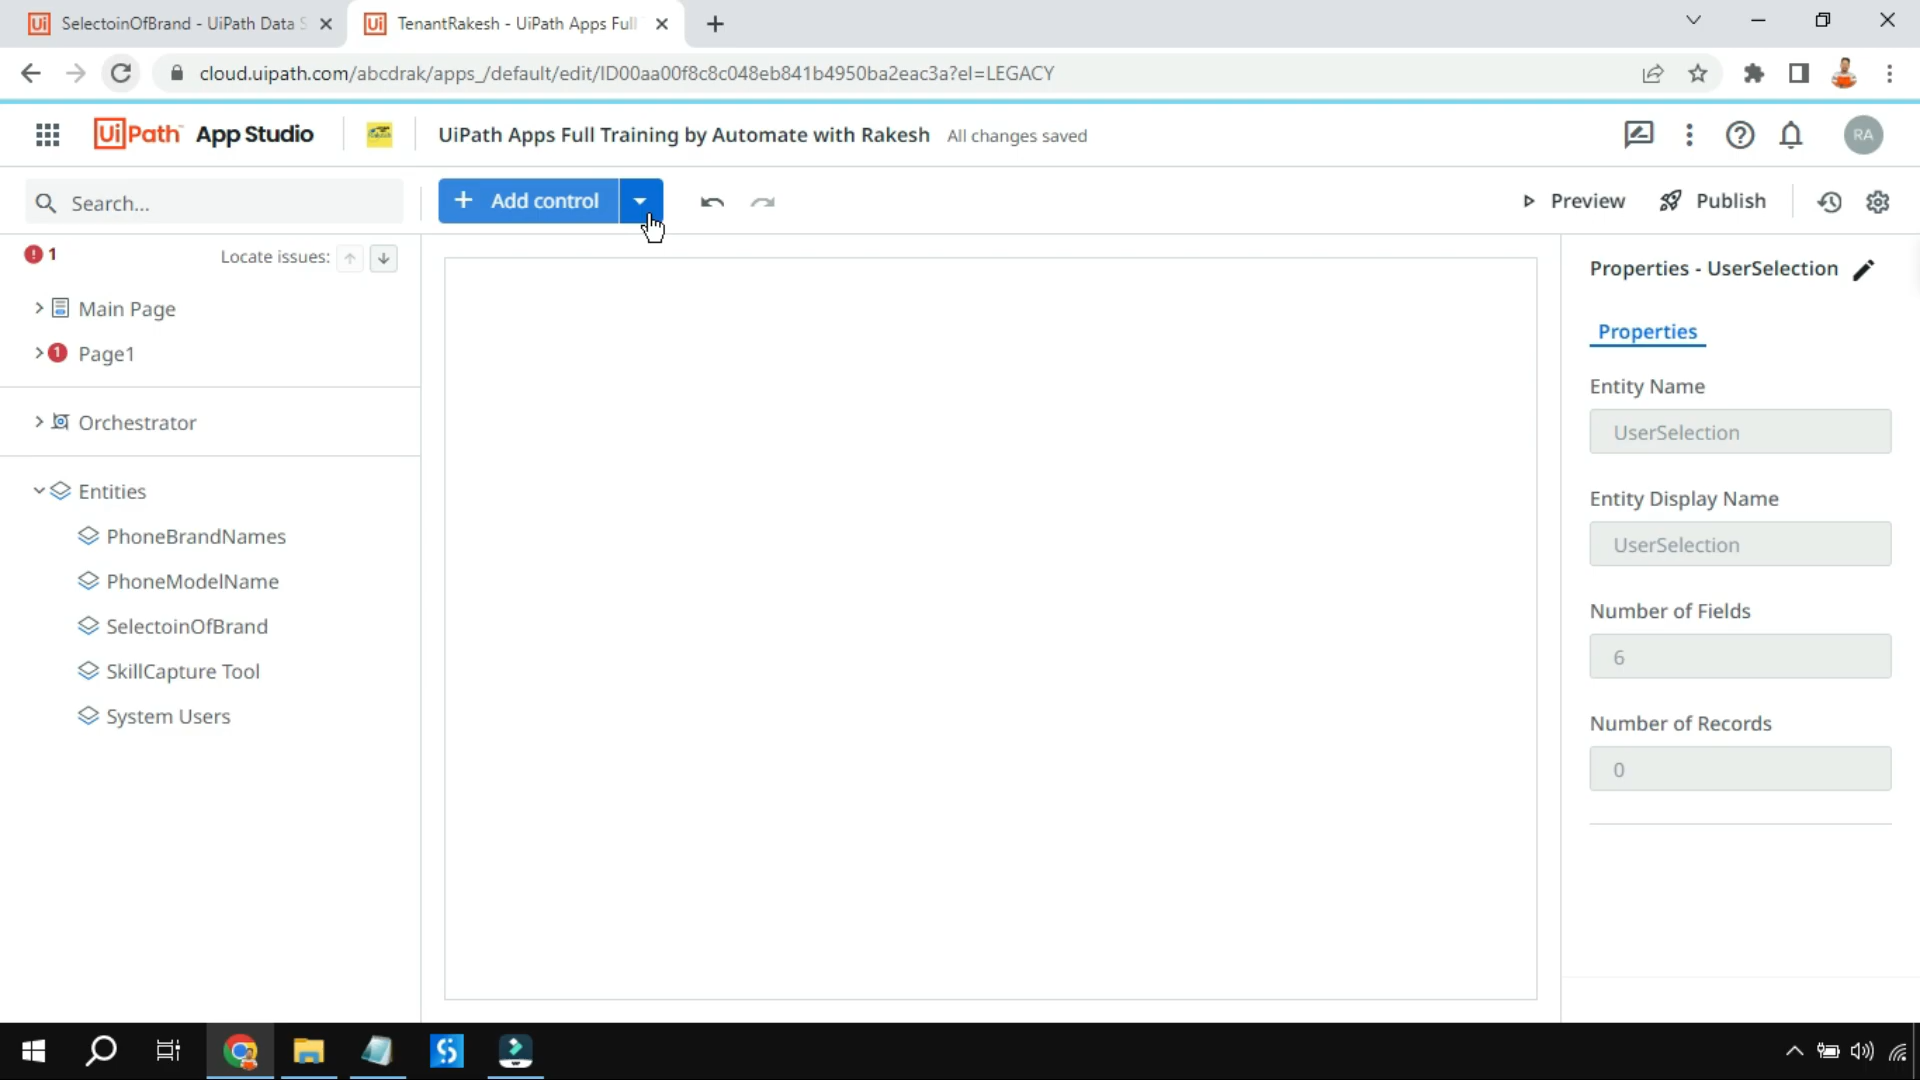 SelectoinOfBrand - UiPath Data S
TenantRakesh - UiPath Apps Full
cloud.uipath.com/abcdrak/apps_/default/edit/ID00aa00f8c8c048eb841b4950ba2eac3a?el=LEGACY
UiPath App Studio
UiPath Apps Full Training by Automate with Rakesh All changes saved
RA
Search...
Add control
Preview
Publish
1
Locate issues:
Main Page
1 Page1
Orchestrator
Entities
PhoneBrandNames
PhoneModelName
SelectoinOfBrand
SkillCapture Tool
System Users
Properties - UserSelection
Properties
Entity Name
UserSelection
Entity Display Name
UserSelection
Number of Fields
6
Number of Records
0